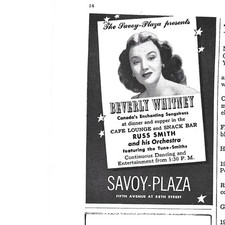 14
The Savoy-Plaza presents
BEVERLY WHITNEY
Canada's Enchanting Songstress
at dinner and supper in the
CAFE LOUNGE and SNACK BAR
RUSS SMITH
and his Orchestra
featuring the Tune-Smiths
Continuous Dancing and
Entertainment from 5:30 P. M.
SAVOY-PLAZA
FIFTH AVENUE AT 58TH STREET